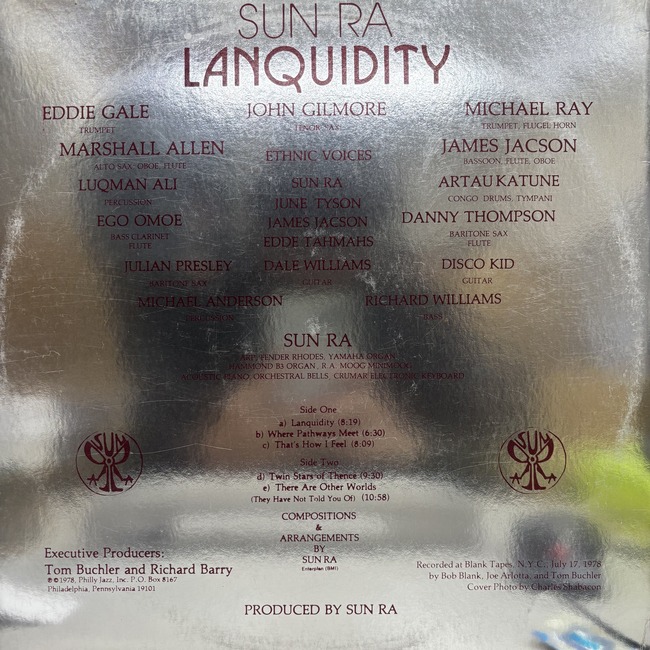 SUN RA
LANQUIDITY
EDDIE GALE JOHN GILMORE MICHAEL RAY
TRUMPET TENOR SAX TRUMPET, FLUGEL HORN
MARSHALL ALLEN ETHNIC VOICES JAMES JACSON
ALTO SAX, OBOE, FLUTE BASSOON, FLUTE, OBOE
LUQMAN ALI SUN RA ARTAU KATUNE
PERCUSSION JUNE TYSON CONGO DRUMS, TYMPANI
EGO OMOE JAMES JACSON DANNY THOMPSON
BASS CLARINET BARITONE SAX
FLUTE EDDE TAHMAHS FLUTE
JULIAN PRESLEY DALE WILLIAMS DISCO KID
BARITONE SAX GUITAR GUITAR
MICHAEL ANDERSON RICHARD WILLIAMS
PERCUSSION BASS
SUN RA
ARP, FENDER RHODES, YAMAHA ORGAN
HAMMOND B3 ORGAN, R.A. MOOG MINIMOOG
ACOUSTIC PIANO, ORCHESTRAL BELLS, CRUMAR ELECTRONIC KEYBOARD
Side One
a) Lanquidity (8:19)
b) Where Pathways Meet (6:30)
c) That's How I Feel (8:09)
Side Two
d) Twin Stars of Thence (9:30)
e) There Are Other Worlds
(They Have Not Told You Of) (10:58)
SUN
RA
SUN
RA
COMPOSITIONS
&
ARRANGEMENTS
BY
SUN RA
Enterplan (BMI)
Executive Producers:
Tom Buchler and Richard Barry
℗©1978, Philly Jazz, Inc. P.O. Box 8167
Philadelphia, Pennsylvania 19101
Recorded at Blank Tapes, N.Y.C., July 17, 1978
by Bob Blank, Joe Arlotta, and Tom Buchler
Cover Photo by Charles Shabacon
PRODUCED BY SUN RA